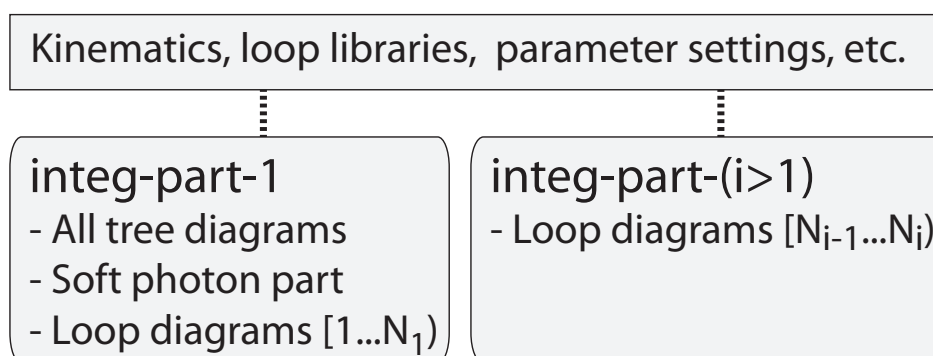 Kinematics, loop libraries, parameter settings, etc.
integ-part-1
- All tree diagrams
- Soft photon part
- Loop diagrams [1...N₁)
integ-part-(i>1)
- Loop diagrams [Nᵢ₋₁...Nᵢ)